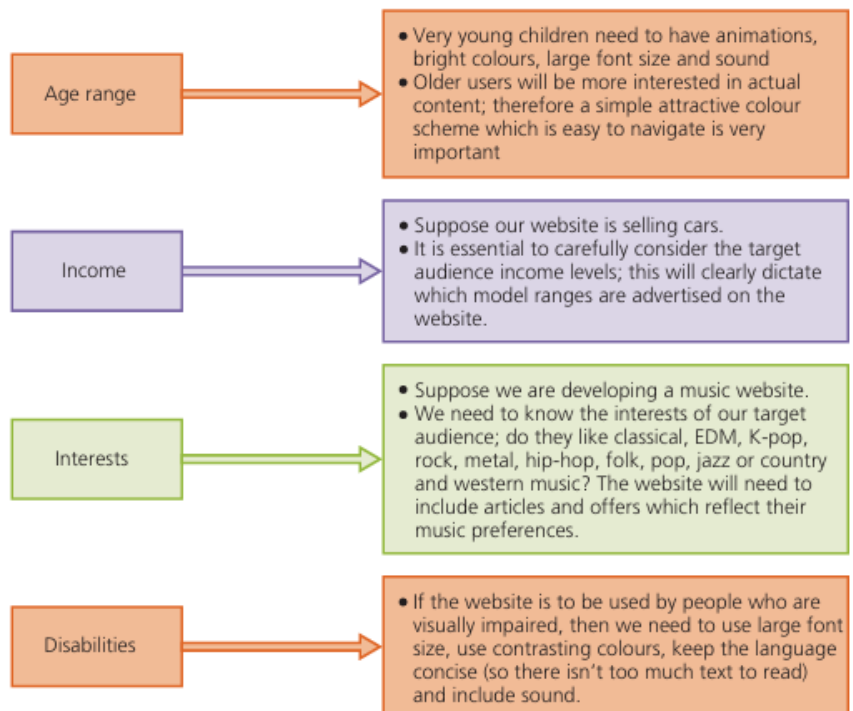 Age range
• Very young children need to have animations,
bright colours, large font size and sound
• Older users will be more interested in actual
content; therefore a simple attractive colour
scheme which is easy to navigate is very
important
Income
• Suppose our website is selling cars.
• It is essential to carefully consider the target
audience income levels; this will clearly dictate
which model ranges are advertised on the
website.
Interests
• Suppose we are developing a music website.
• We need to know the interests of our target
audience; do they like classical, EDM, K-pop,
rock, metal, hip-hop, folk, pop, jazz or country
and western music? The website will need to
include articles and offers which reflect their
music preferences.
Disabilities
• If the website is to be used by people who are
visually impaired, then we need to use large font
size, use contrasting colours, keep the language
concise (so there isn’t too much text to read)
and include sound.